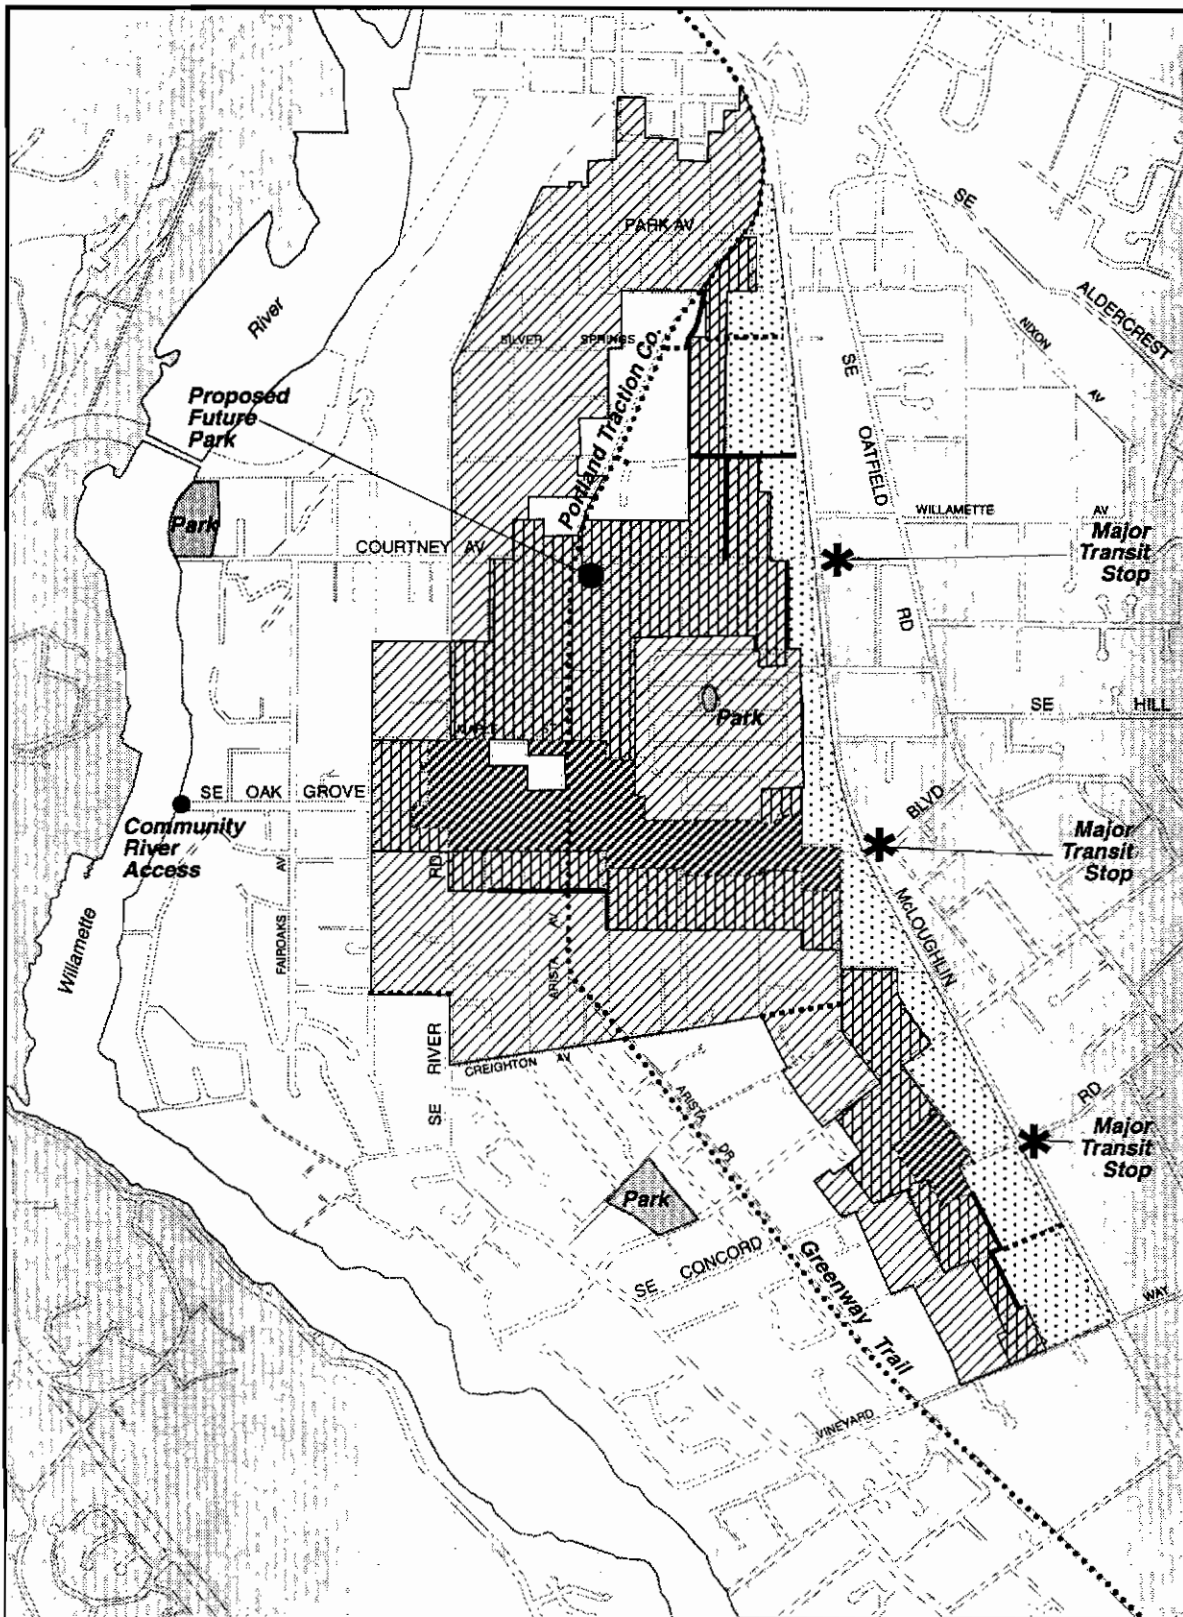 PARK AV
SE
ALDERCREST
NIXON
AV
River
SILVER SPRINGS
Portland Traction Co.
SE
OATFIELD
RD
Proposed
Future
Park
Park
COURTNEY AV
WILLAMETTE AV
Major
Transit
Stop
Park
SE HILL
SE OAK GROVE
BLVD
Community
River
Access
Major
Transit
Stop
RD
AV
FAIROAKS
Willamette
AV
ARISTA
McLOUGHLIN
SE RIVER
CREIGHTON AV
ARISTA DR
RD
Major
Transit
Stop
Park
SE CONCORD
Greenway Trail
WAY
VINEYARD